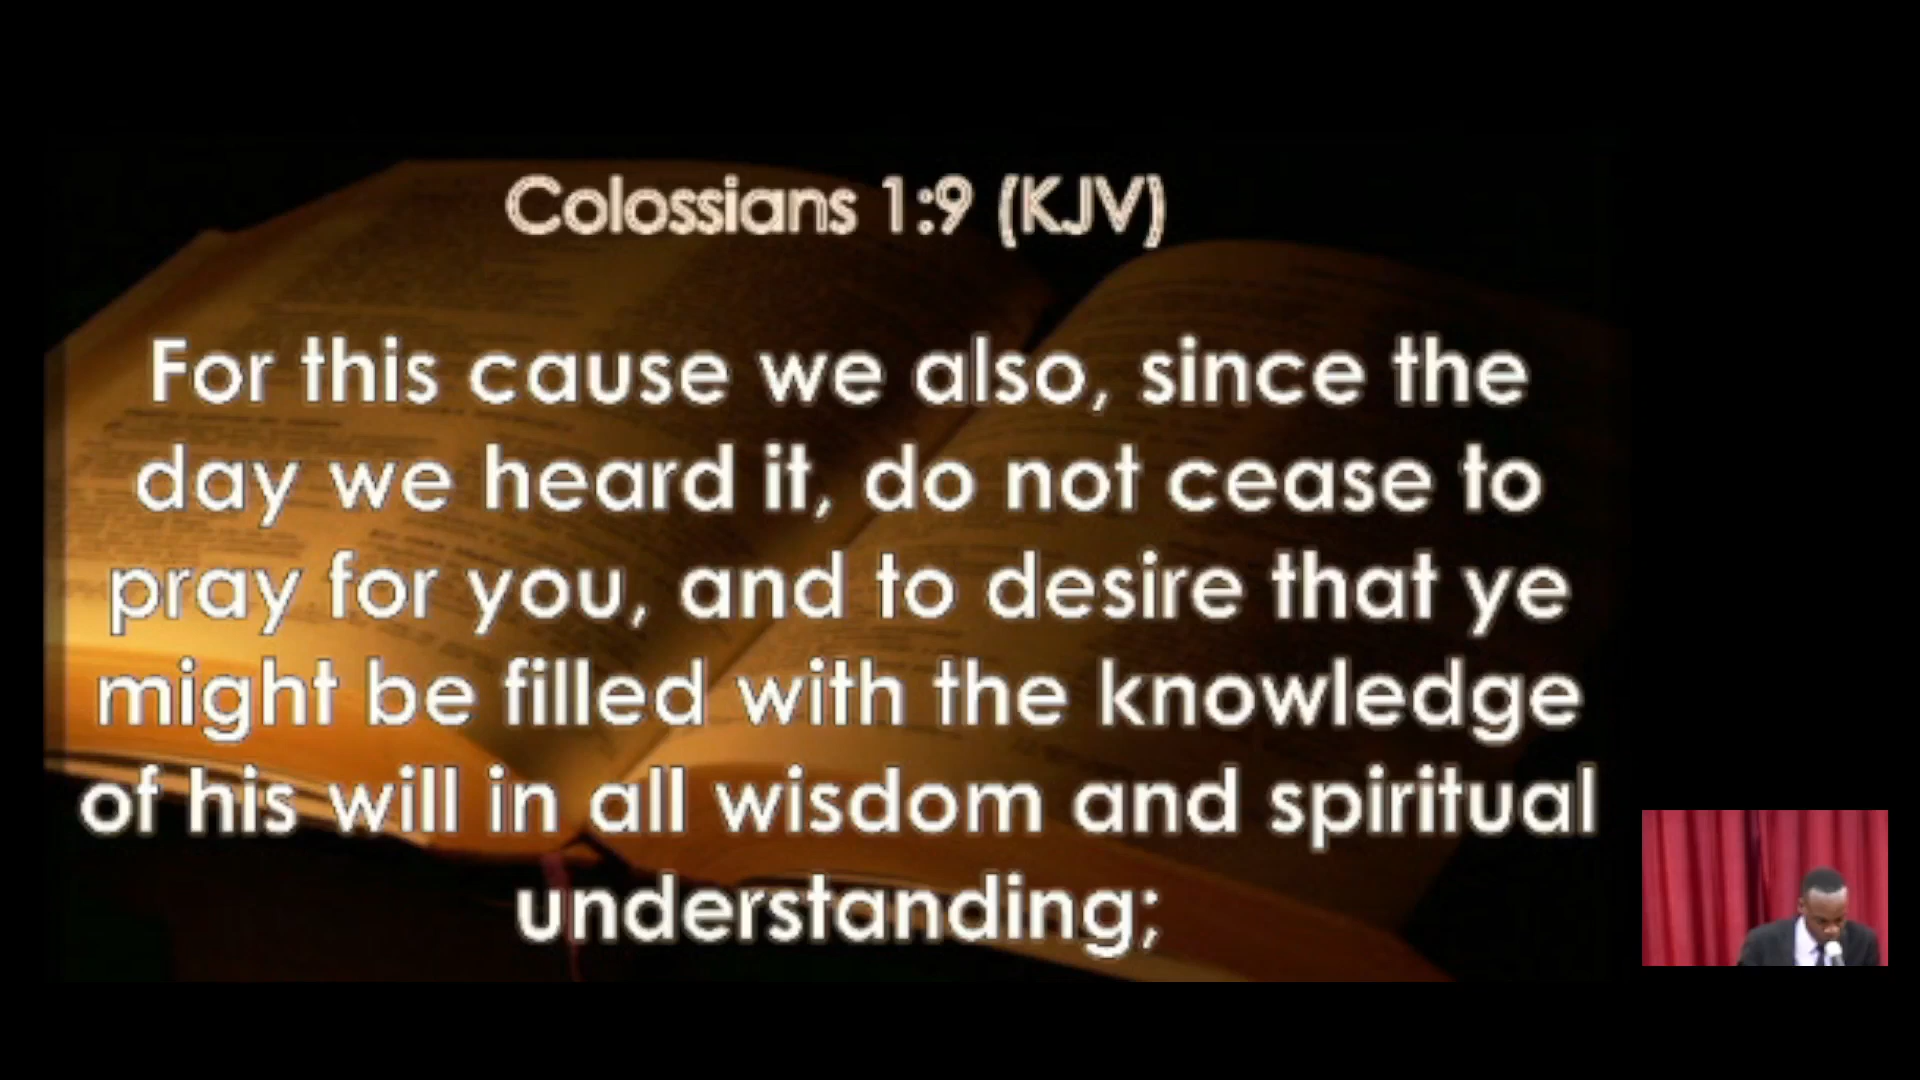 Colossians 1:9 (KJV)
For this cause we also, since the
day we heard it, do not cease to
pray for you, and to desire that ye
might be filled with the knowledge
of his will in all wisdom and spiritual
understanding;